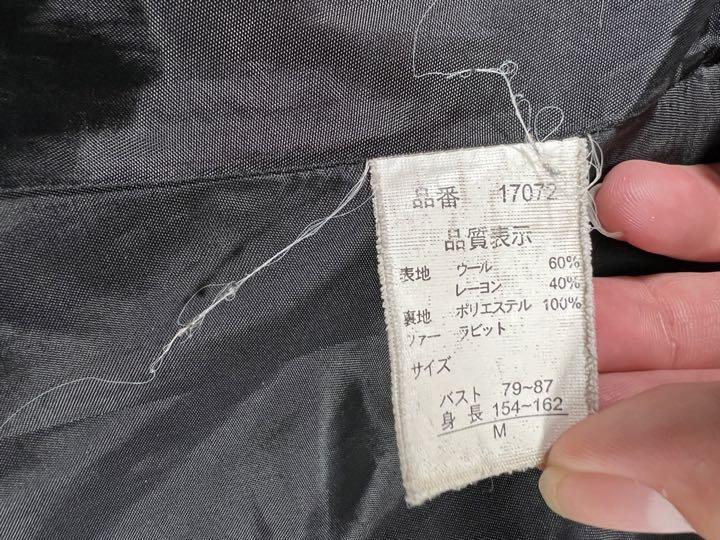 品番 17072
品質表示
表地 ウール 60%
レーヨン 40%
裏地 ポリエステル 100%
ファー ラビット
サイズ
バスト 79~87
身長 154~162
M